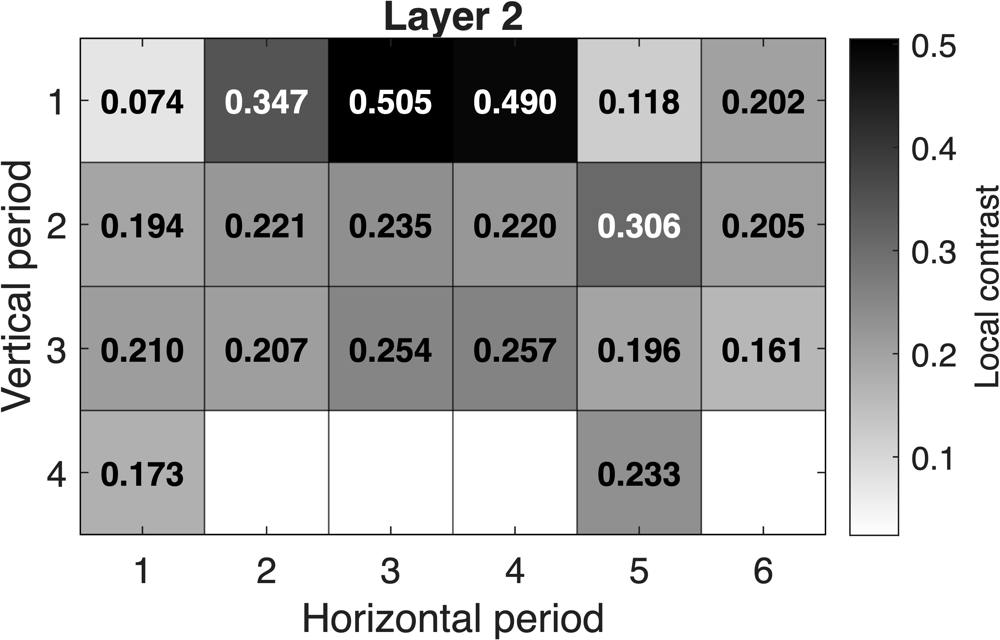 Layer 2
Vertical period
1 0.074 0.347 0.505 0.490 0.118 0.202
2 0.194 0.221 0.235 0.220 0.306 0.205
3 0.210 0.207 0.254 0.257 0.196 0.161
4 0.173 0.233
1 2 3 4 5 6
Horizontal period
0.5
0.4
0.3
0.2
0.1
Local contrast